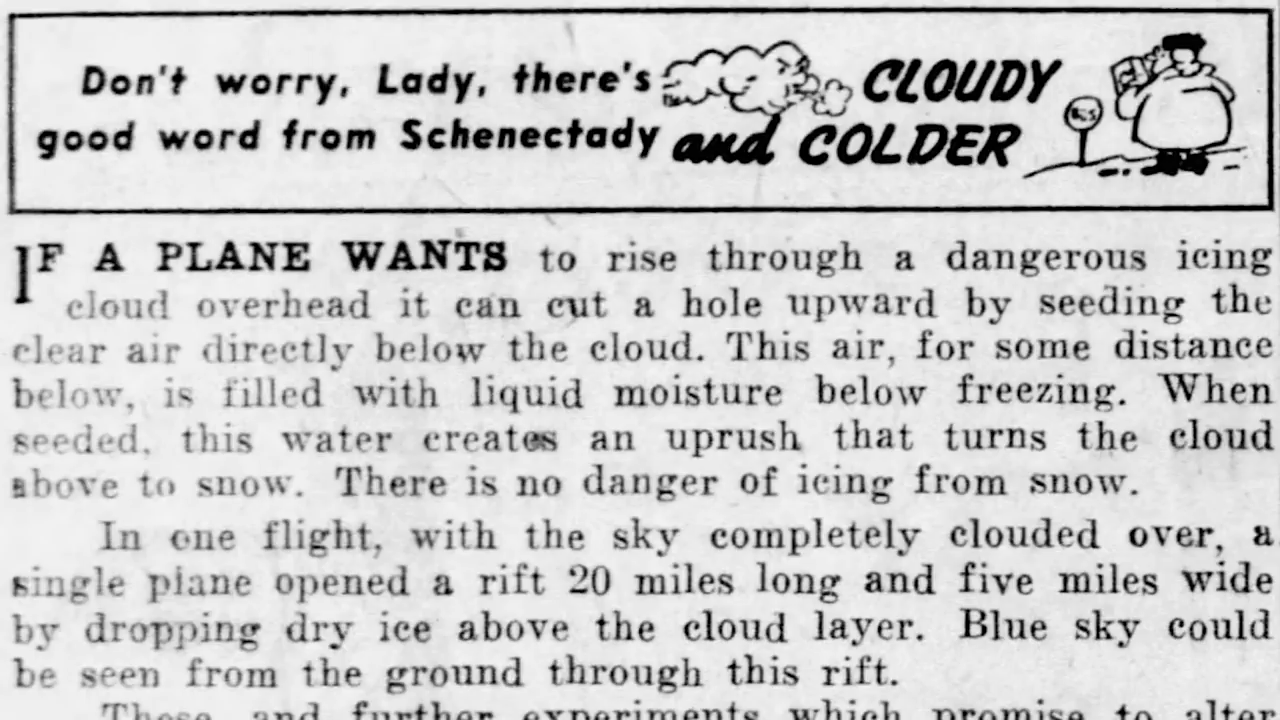 Don't worry, Lady, there's
good word from Schenectady
CLOUDY
and COLDER
BUS
IF A PLANE WANTS to rise through a dangerous icing
cloud overhead it can cut a hole upward by seeding the
clear air directly below the cloud. This air, for some distance
below, is filled with liquid moisture below freezing. When
seeded, this water creates an uprush that turns the cloud
above to snow. There is no danger of icing from snow.
In one flight, with the sky completely clouded over, a
single plane opened a rift 20 miles long and five miles wide
by dropping dry ice above the cloud layer. Blue sky could
be seen from the ground through this rift.
These and further experiments which promise to alter